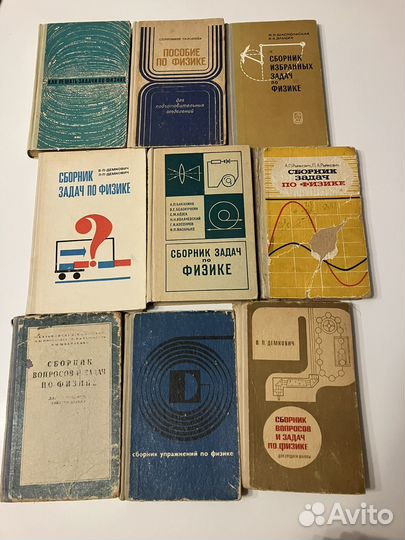 КАК РЕШАТЬ ЗАДАЧИ ПО ФИЗИКЕ
ПОСОБИЕ
ПО ФИЗИКЕ
для
подготовительных
отделений
СБОРНИК
ИЗБРАННЫХ
ЗАДАЧ
ПО
ФИЗИКЕ
В.П. ДЕМКОВИЧ
Л.П. ДЕМКОВИЧ
СБОРНИК
ЗАДАЧ ПО ФИЗИКЕ
?
СБОРНИК ЗАДАЧ
ПО
ФИЗИКЕ
СБОРНИК
ЗАДАЧ
ПО ФИЗИКЕ
СБОРНИК
ВОПРОСОВ И ЗАДАЧ
ПО ФИЗИКЕ
сборник упражнений по физике
В. П. ДЕМКОВИЧ
СБОРНИК
ВОПРОСОВ
И ЗАДАЧ
ПО ФИЗИКЕ
ДЛЯ СРЕДНЕЙ ШКОЛЫ
Avito